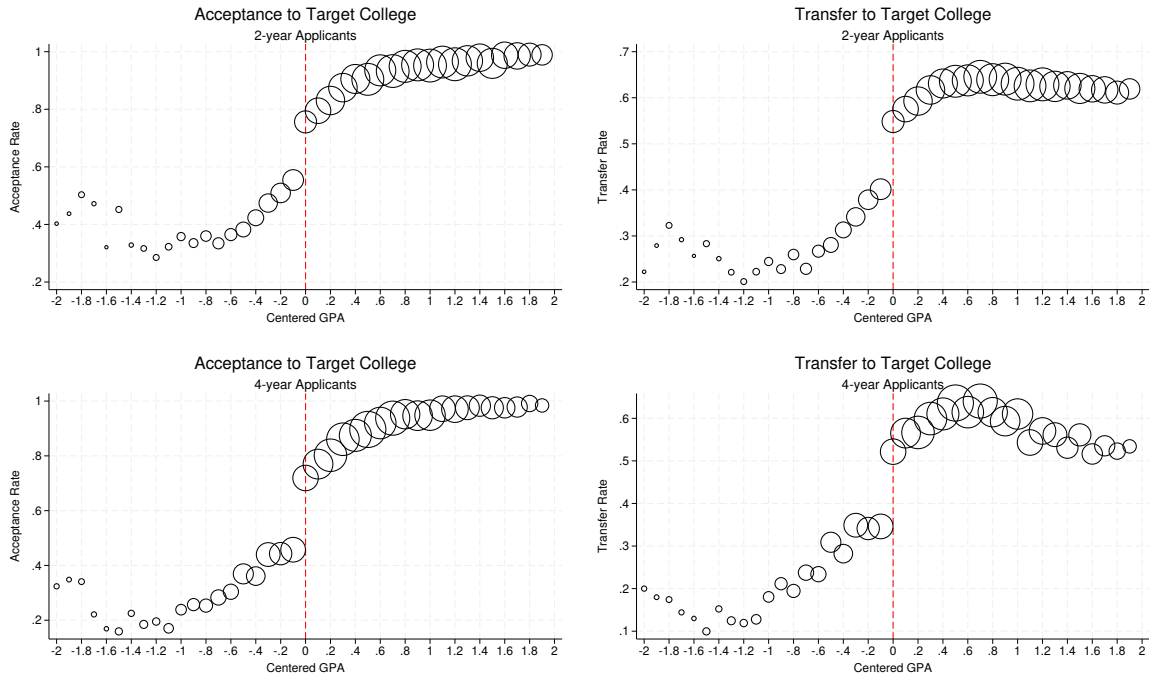 Acceptance to Target College
2-year Applicants
Acceptance Rate
1
.8
.6
.4
.2
-2 -1.8 -1.6 -1.4 -1.2 -1 -.8 -.6 -.4 -.2 0 .2 .4 .6 .8 1 1.2 1.4 1.6 1.8 2
Centered GPA
Transfer to Target College
2-year Applicants
Transfer Rate
.7
.6
.5
.4
.3
.2
-2 -1.8 -1.6 -1.4 -1.2 -1 -.8 -.6 -.4 -.2 0 .2 .4 .6 .8 1 1.2 1.4 1.6 1.8 2
Centered GPA
Acceptance to Target College
4-year Applicants
Acceptance Rate
1
.8
.6
.4
.2
-2 -1.8 -1.6 -1.4 -1.2 -1 -.8 -.6 -.4 -.2 0 .2 .4 .6 .8 1 1.2 1.4 1.6 1.8 2
Centered GPA
Transfer to Target College
4-year Applicants
Transfer Rate
.6
.5
.4
.3
.2
.1
-2 -1.8 -1.6 -1.4 -1.2 -1 -.8 -.6 -.4 -.2 0 .2 .4 .6 .8 1 1.2 1.4 1.6 1.8 2
Centered GPA